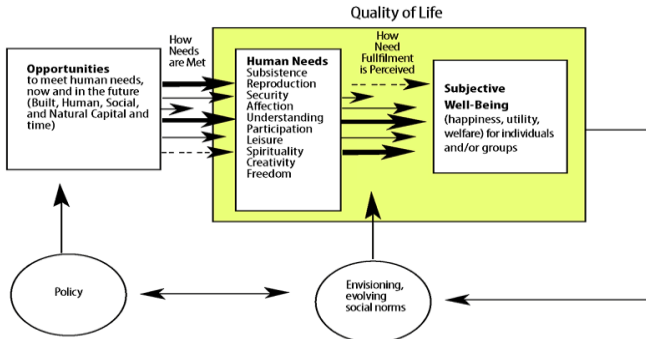 Quality of Life
How
Needs
are Met
Opportunities
to meet human needs,
now and in the future
(Built, Human, Social,
and Natural Capital and
time)
Human Needs
Subsistence
Reproduction
Security
Affection
Understanding
Participation
Leisure
Spirituality
Creativity
Freedom
How
Need
Fullfilment
is Perceived
Subjective
Well-Being
(happiness, utility,
welfare) for individuals
and/or groups
Policy
Envisioning,
evolving
social norms